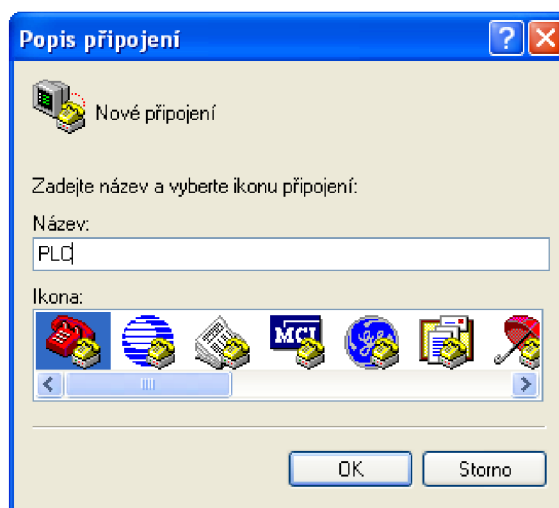 Popis připojení
Nové připojení
Zadejte název a vyberte ikonu připojení:
Název:
PLC
Ikona:
MCI
OK
Storno